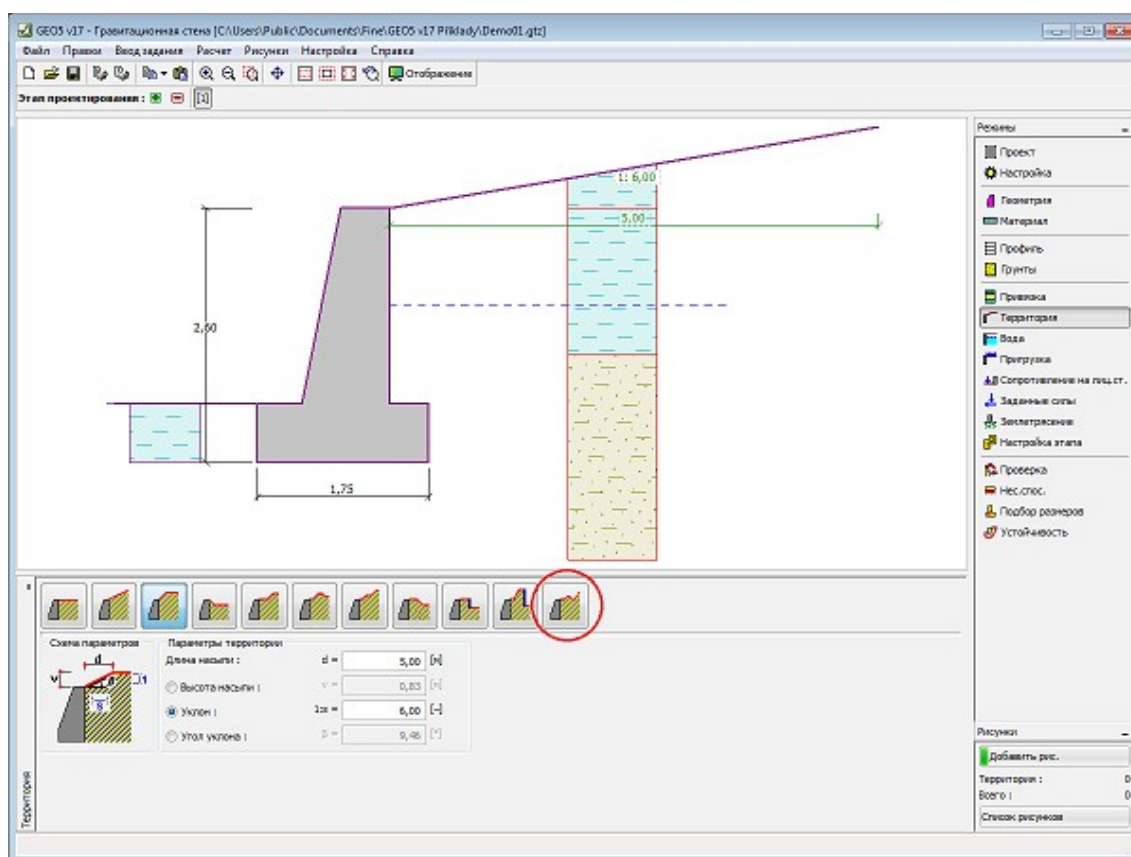 GEO5 v17 - Гравитационная стена [C:\Users\Public\Documents\Fine\GEO5 v17 Příklady\Demo01.gtz]
Файл Правки Ввод задания Расчет Рисунки Настройка Справка
Отображение
Этап проектирования : [1]
1: 6,00
5,00
2,60
1,75
Режимы
Проект
Настройка
Геометрия
Материал
Профиль
Грунты
Привязка
Территория
Вода
Пригрузка
Сопротивление на лиц.ст.
Заданные силы
Землетрясение
Настройка этапа
Проверка
Нес.спос.
Подбор размеров
Устойчивость
Схема параметров
d
v
1
s
Параметры территории
Длина насыпи : d = 5,00 [м]
Высота насыпи : v = 0,83 [м]
Уклон : 1:s = 6,00 [–]
Угол уклона : β = 9,46 [°]
Территория
Рисунки
Добавить рис.
Территория : 0
Всего : 0
Список рисунков